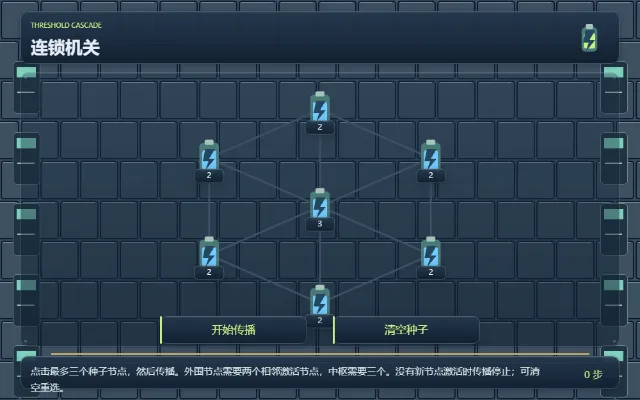 THRESHOLD CASCADE
连锁机关
2
2
2
3
2
2
2
开始传播
清空种子
点击最多三个种子节点，然后传播。外围节点需要两个相邻激活节点，中枢需要三个。没有新节点激活时传播停止；可清
空重选。
0 步